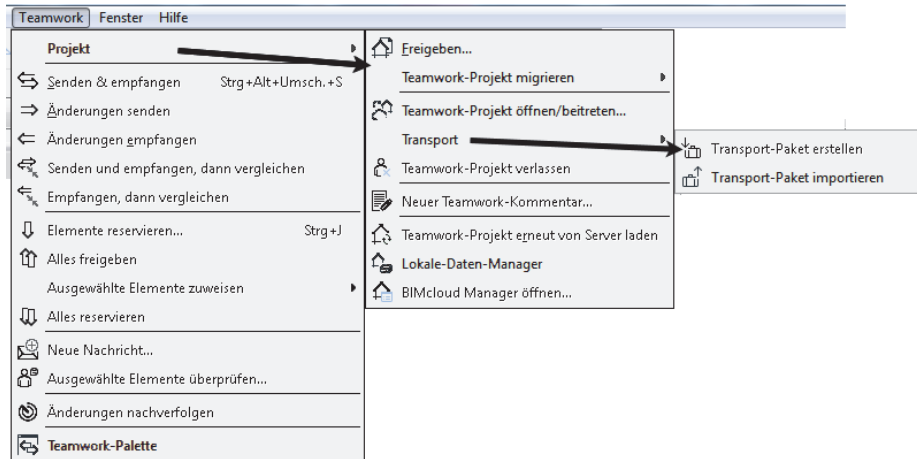 Teamwork Fenster Hilfe
Projekt
Senden & empfangen Strg+Alt+Umsch.+S
Änderungen senden
Änderungen empfangen
Senden und empfangen, dann vergleichen
Empfangen, dann vergleichen
Elemente reservieren... Strg+J
Alles freigeben
Ausgewählte Elemente zuweisen
Alles reservieren
Neue Nachricht...
Ausgewählte Elemente überprüfen...
Änderungen nachverfolgen
Teamwork-Palette
Freigeben...
Teamwork-Projekt migrieren
Teamwork-Projekt öffnen/beitreten...
Transport
Teamwork-Projekt verlassen
Neuer Teamwork-Kommentar...
Teamwork-Projekt erneut von Server laden
Lokale-Daten-Manager
BIMcloud Manager öffnen...
Transport-Paket erstellen
Transport-Paket importieren